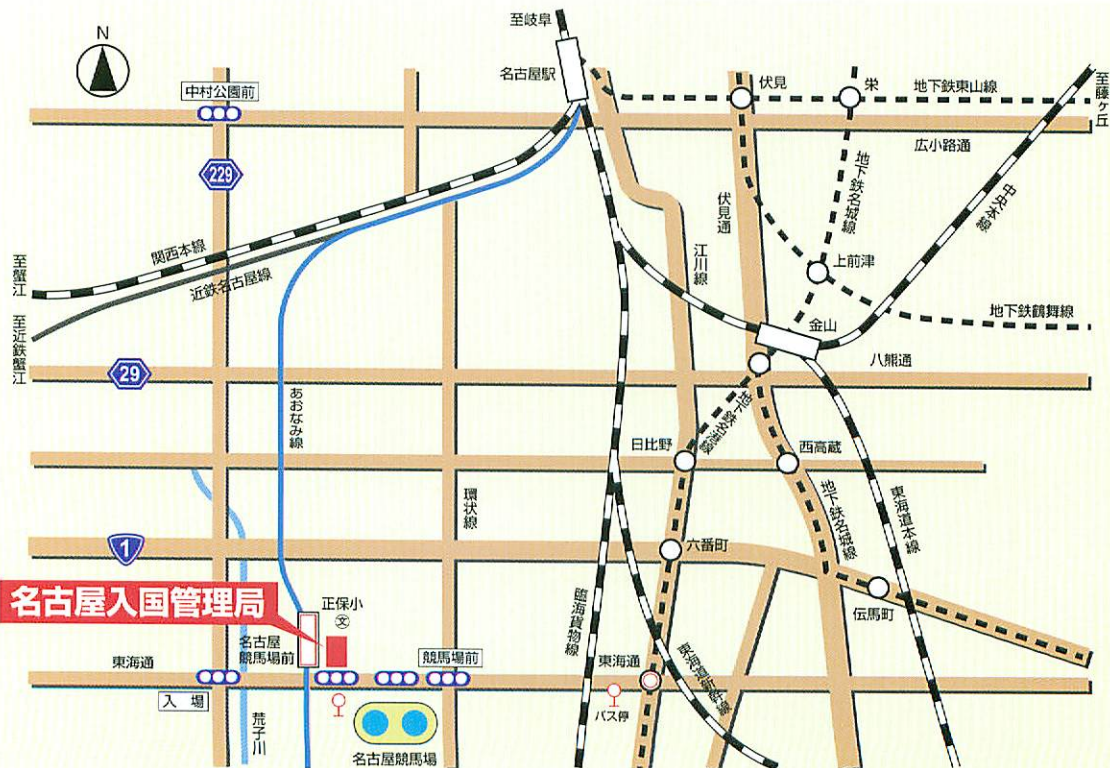 N
至岐阜
名古屋駅
伏見
栄
地下鉄東山線
至藤ヶ丘
中村公園前
広小路通
229
地下鉄名城線
伏見通
中央本線
関西本線
近鉄名古屋線
至蟹江
至近鉄蟹江
江川線
上前津
地下鉄鶴舞線
金山
八熊通
29
あおなみ線
地下鉄名港線
日比野
西高蔵
環状線
地下鉄名城線
東海道本線
1
六番町
伝馬町
名古屋入国管理局
正保小
文
名古屋
競馬場前
臨海貨物線
東海通
競馬場前
東海通
東海道新幹線
入場
バス停
荒子川
名古屋競馬場